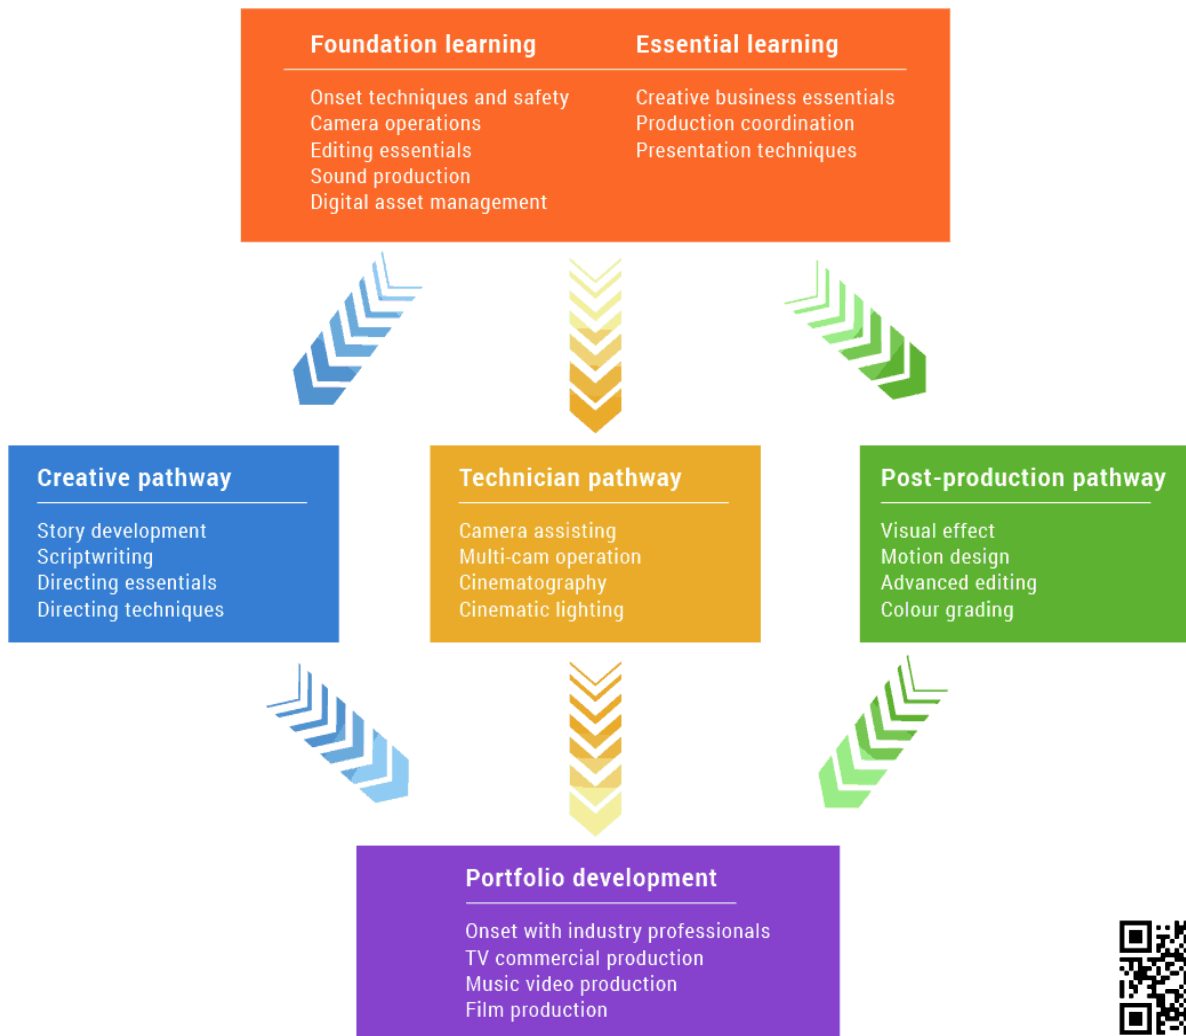 Foundation learning
Onset techniques and safety
Camera operations
Editing essentials
Sound production
Digital asset management
Essential learning
Creative business essentials
Production coordination
Presentation techniques
Creative pathway
Story development
Scriptwriting
Directing essentials
Directing techniques
Technician pathway
Camera assisting
Multi-cam operation
Cinematography
Cinematic lighting
Post-production pathway
Visual effect
Motion design
Advanced editing
Colour grading
Portfolio development
Onset with industry professionals
TV commercial production
Music video production
Film production